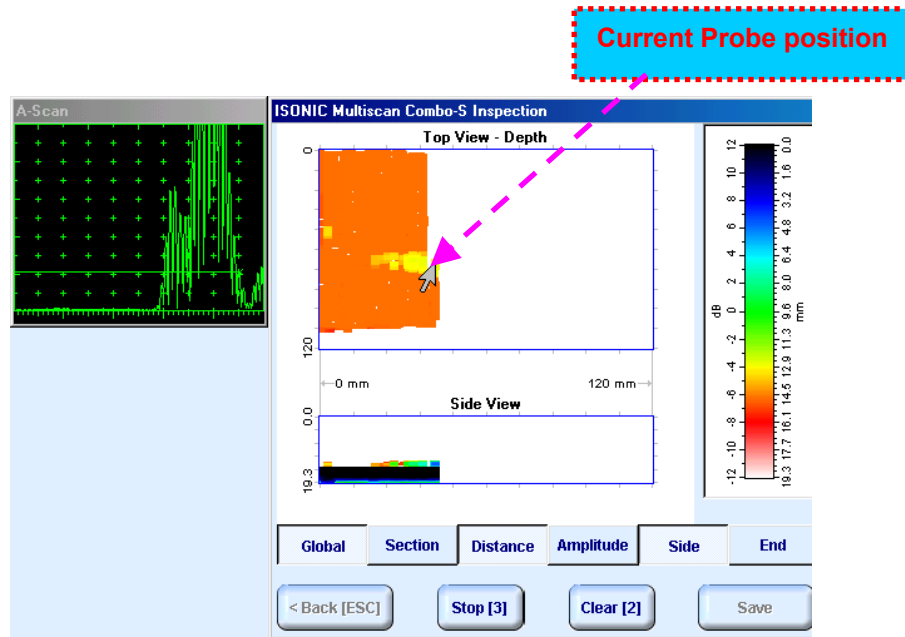 Current Probe position
A-Scan
ISONIC Multiscan Combo-S Inspection
Top View - Depth
0
120
0 mm
120 mm
Side View
0.0
19.3
12
10
8
6
4
2
0
-2
-4
-6
-8
-10
-12
dB
0.0
1.6
3.2
4.8
6.4
8.0
9.6
11.3
12.9
14.5
16.1
17.7
19.3
mm
Global Section Distance Amplitude Side End
< Back [ESC] Stop [3] Clear [2] Save